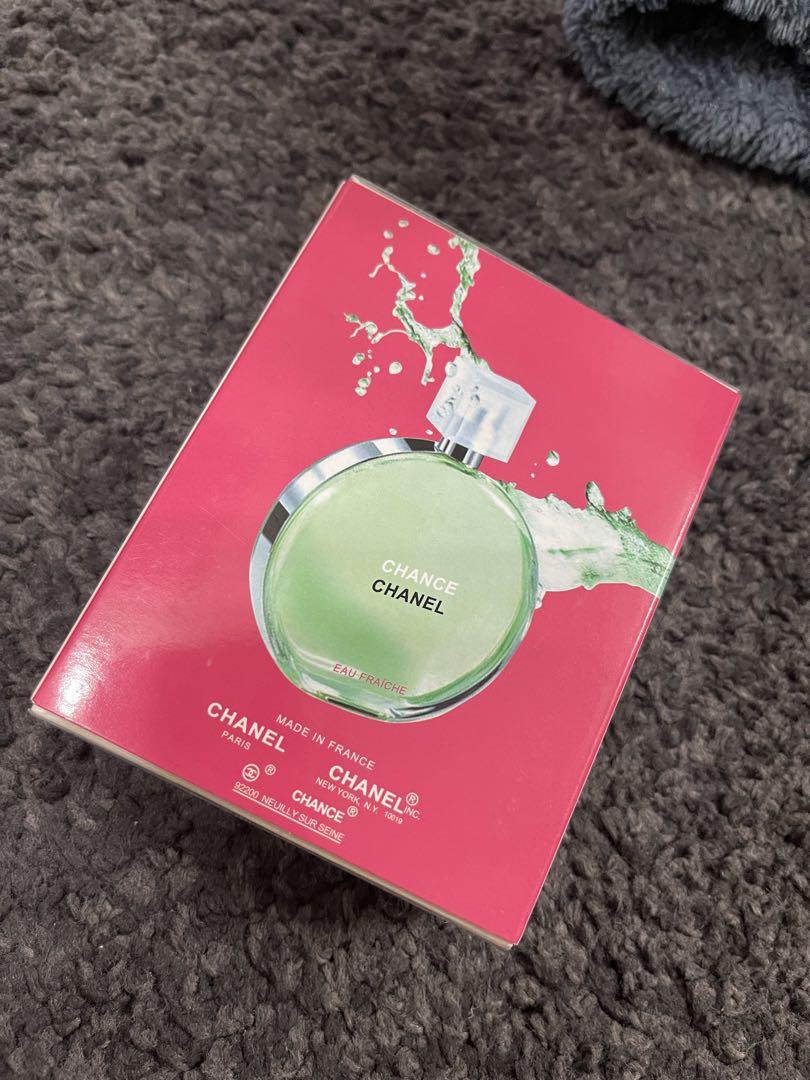 CHANCE
CHANEL
EAU FRAÎCHE
MADE IN FRANCE
CHANEL
PARIS
CHANEL® INC.
NEW YORK, N.Y. 10019
®
CHANCE®
92200 NEUILLY SUR SEINE